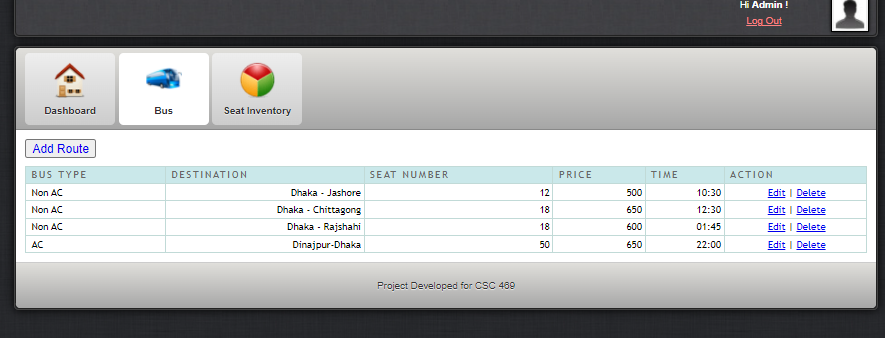 Hi Admin !
Log Out
Dashboard Bus Seat Inventory
Add Route
BUS TYPE DESTINATION SEAT NUMBER PRICE TIME ACTION
Non AC Dhaka - Jashore 12 500 10:30 Edit | Delete
Non AC Dhaka - Chittagong 18 650 12:30 Edit | Delete
Non AC Dhaka - Rajshahi 18 600 01:45 Edit | Delete
AC Dinajpur-Dhaka 50 650 22:00 Edit | Delete
Project Developed for CSC 469